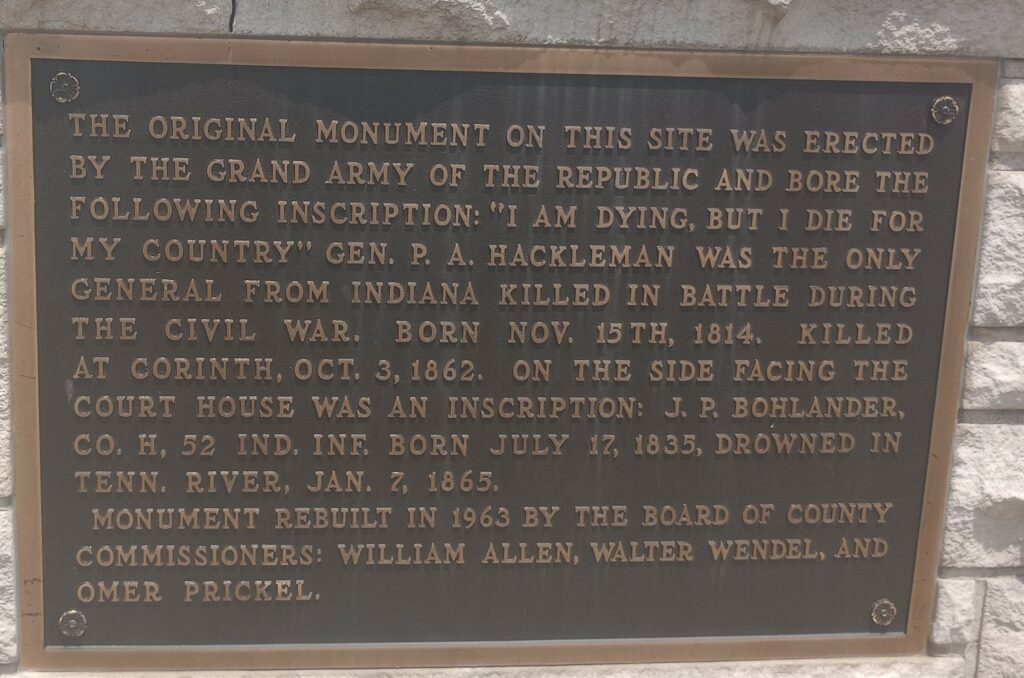 THE ORIGINAL MONUMENT ON THIS SITE WAS ERECTED
BY THE GRAND ARMY OF THE REPUBLIC AND BORE THE
FOLLOWING INSCRIPTION: "I AM DYING, BUT I DIE FOR
MY COUNTRY" GEN. P. A. HACKLEMAN WAS THE ONLY
GENERAL FROM INDIANA KILLED IN BATTLE DURING
THE CIVIL WAR. BORN NOV. 15TH, 1814. KILLED
AT CORINTH, OCT. 3, 1862. ON THE SIDE FACING THE
COURT HOUSE WAS AN INSCRIPTION: J. P. BOHLANDER,
CO. H, 52 IND. INF. BORN JULY 17, 1835, DROWNED IN
TENN. RIVER, JAN. 7, 1865.
MONUMENT REBUILT IN 1963 BY THE BOARD OF COUNTY
COMMISSIONERS: WILLIAM ALLEN, WALTER WENDEL, AND
OMER PRICKEL.